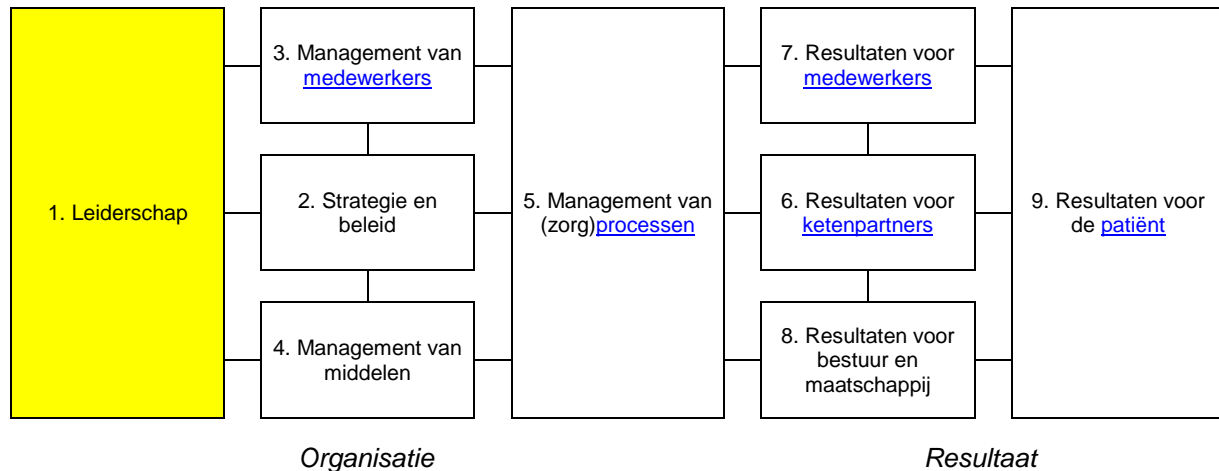 1. Leiderschap
3. Management van
medewerkers
2. Strategie en
beleid
4. Management van
middelen
5. Management van
(zorg)processen
7. Resultaten voor
medewerkers
6. Resultaten voor
ketenpartners
8. Resultaten voor
bestuur en
maatschappij
9. Resultaten voor
de patiënt
Organisatie
Resultaat